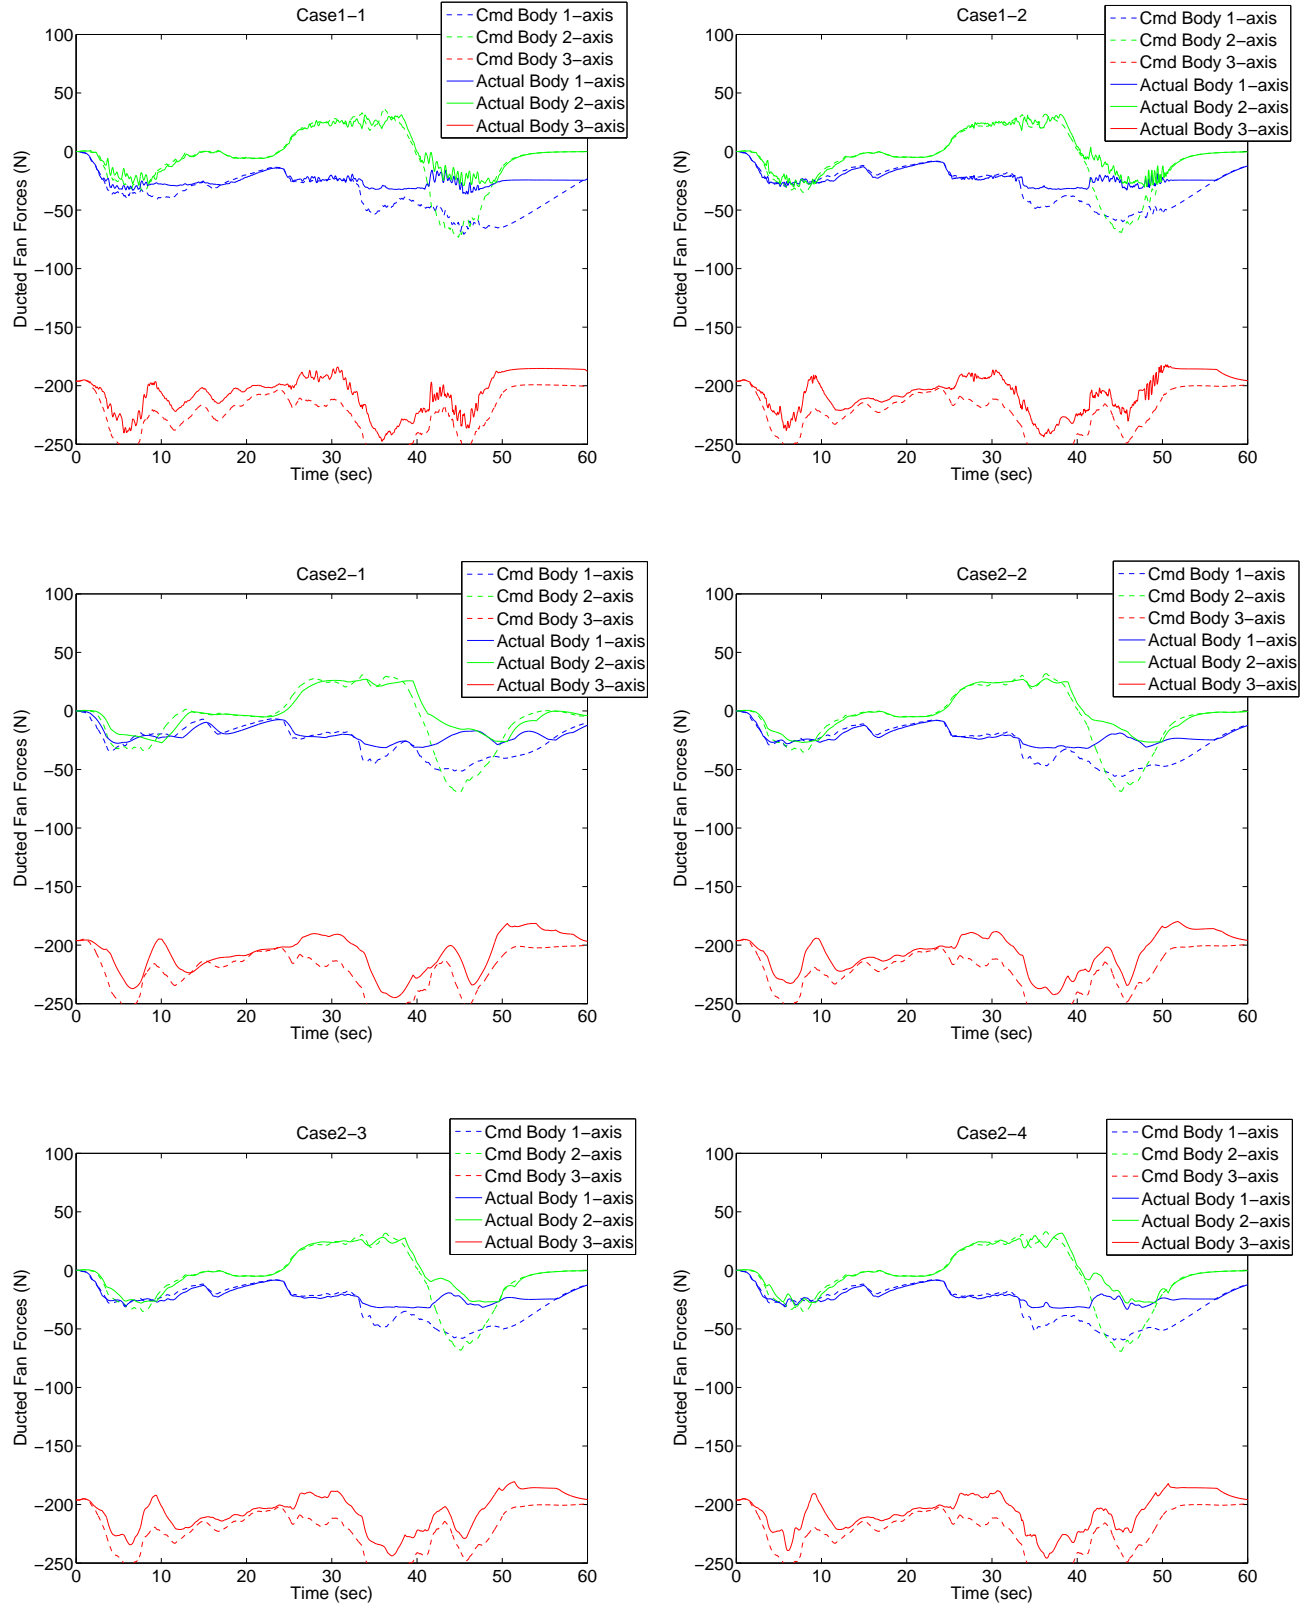 Case1−1
Cmd Body 1−axis
Cmd Body 2−axis
Cmd Body 3−axis
Actual Body 1−axis
Actual Body 2−axis
Actual Body 3−axis
100
50
0
−50
−100
−150
−200
−250
0 10 20 30 40 50 60
Ducted Fan Forces (N)
Time (sec)
Case1−2
Cmd Body 1−axis
Cmd Body 2−axis
Cmd Body 3−axis
Actual Body 1−axis
Actual Body 2−axis
Actual Body 3−axis
100
50
0
−50
−100
−150
−200
−250
0 10 20 30 40 50 60
Ducted Fan Forces (N)
Time (sec)
Case2−1
Cmd Body 1−axis
Cmd Body 2−axis
Cmd Body 3−axis
Actual Body 1−axis
Actual Body 2−axis
Actual Body 3−axis
100
50
0
−50
−100
−150
−200
−250
0 10 20 30 40 50 60
Ducted Fan Forces (N)
Time (sec)
Case2−2
Cmd Body 1−axis
Cmd Body 2−axis
Cmd Body 3−axis
Actual Body 1−axis
Actual Body 2−axis
Actual Body 3−axis
100
50
0
−50
−100
−150
−200
−250
0 10 20 30 40 50 60
Ducted Fan Forces (N)
Time (sec)
Case2−3
Cmd Body 1−axis
Cmd Body 2−axis
Cmd Body 3−axis
Actual Body 1−axis
Actual Body 2−axis
Actual Body 3−axis
100
50
0
−50
−100
−150
−200
−250
0 10 20 30 40 50 60
Ducted Fan Forces (N)
Time (sec)
Case2−4
Cmd Body 1−axis
Cmd Body 2−axis
Cmd Body 3−axis
Actual Body 1−axis
Actual Body 2−axis
Actual Body 3−axis
100
50
0
−50
−100
−150
−200
−250
0 10 20 30 40 50 60
Ducted Fan Forces (N)
Time (sec)